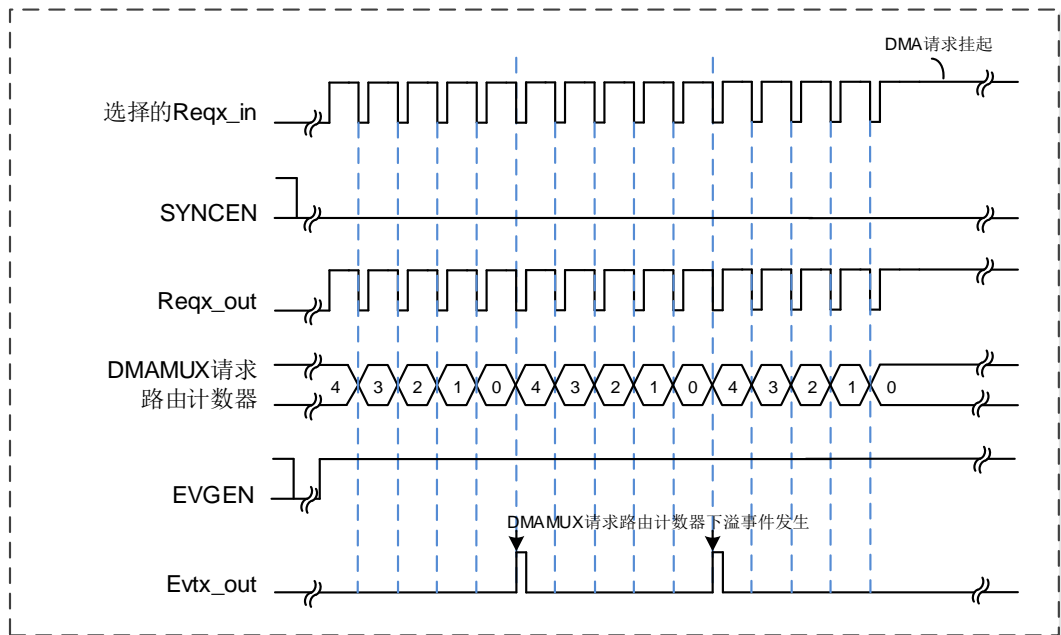 DMA请求挂起
选择的Reqx_in
SYNCEN
Reqx_out
DMAMUX请求
路由计数器
4 3 2 1 0 4 3 2 1 0 4 3 2 1 0
EVGEN
DMAMUX请求路由计数器下溢事件发生
Evtx_out